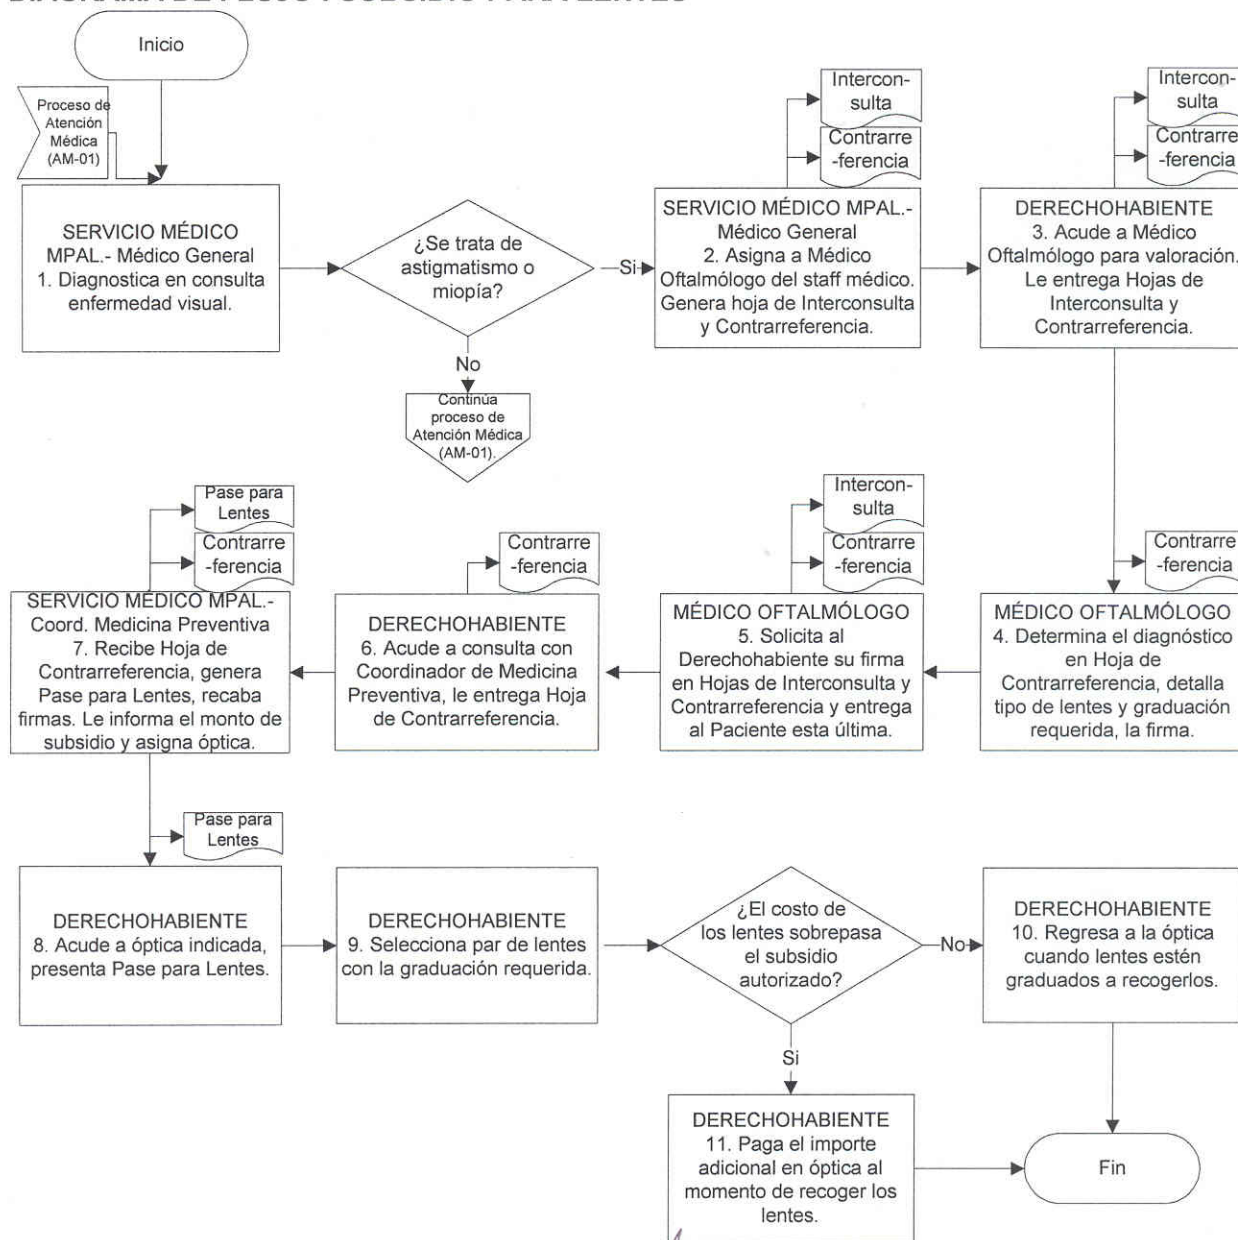 Inicio
Proceso de
Atención
Médica
(AM-01)
SERVICIO MÉDICO
MPAL.- Médico General
1. Diagnostica en consulta
enfermedad visual.
¿Se trata de
astigmatismo o
miopía?
Si
No
Continúa
proceso de
Atención Médica
(AM-01).
Intercon-
sulta
Contrarre
-ferencia
SERVICIO MÉDICO MPAL.-
Médico General
2. Asigna a Médico
Oftalmólogo del staff médico.
Genera hoja de Interconsulta
y Contrarreferencia.
Intercon-
sulta
Contrarre
-ferencia
DERECHOHABIENTE
3. Acude a Médico
Oftalmólogo para valoración.
Le entrega Hojas de
Interconsulta y
Contrarreferencia.
Contrarre
-ferencia
MÉDICO OFTALMÓLOGO
4. Determina el diagnóstico
en Hoja de
Contrarreferencia, detalla
tipo de lentes y graduación
requerida, la firma.
Intercon-
sulta
Contrarre
-ferencia
MÉDICO OFTALMÓLOGO
5. Solicita al
Derechohabiente su firma
en Hojas de Interconsulta y
Contrarreferencia y entrega
al Paciente esta última.
Contrarre
-ferencia
DERECHOHABIENTE
6. Acude a consulta con
Coordinador de Medicina
Preventiva, le entrega Hoja
de Contrarreferencia.
Pase para
Lentes
Contrarre
-ferencia
SERVICIO MÉDICO MPAL.-
Coord. Medicina Preventiva
7. Recibe Hoja de
Contrarreferencia, genera
Pase para Lentes, recaba
firmas. Le informa el monto de
subsidio y asigna óptica.
Pase para
Lentes
DERECHOHABIENTE
8. Acude a óptica indicada,
presenta Pase para Lentes.
DERECHOHABIENTE
9. Selecciona par de lentes
con la graduación requerida.
¿El costo de
los lentes sobrepasa
el subsidio
autorizado?
No
Si
DERECHOHABIENTE
10. Regresa a la óptica
cuando lentes estén
graduados a recogerlos.
DERECHOHABIENTE
11. Paga el importe
adicional en óptica al
momento de recoger los
lentes.
Fin